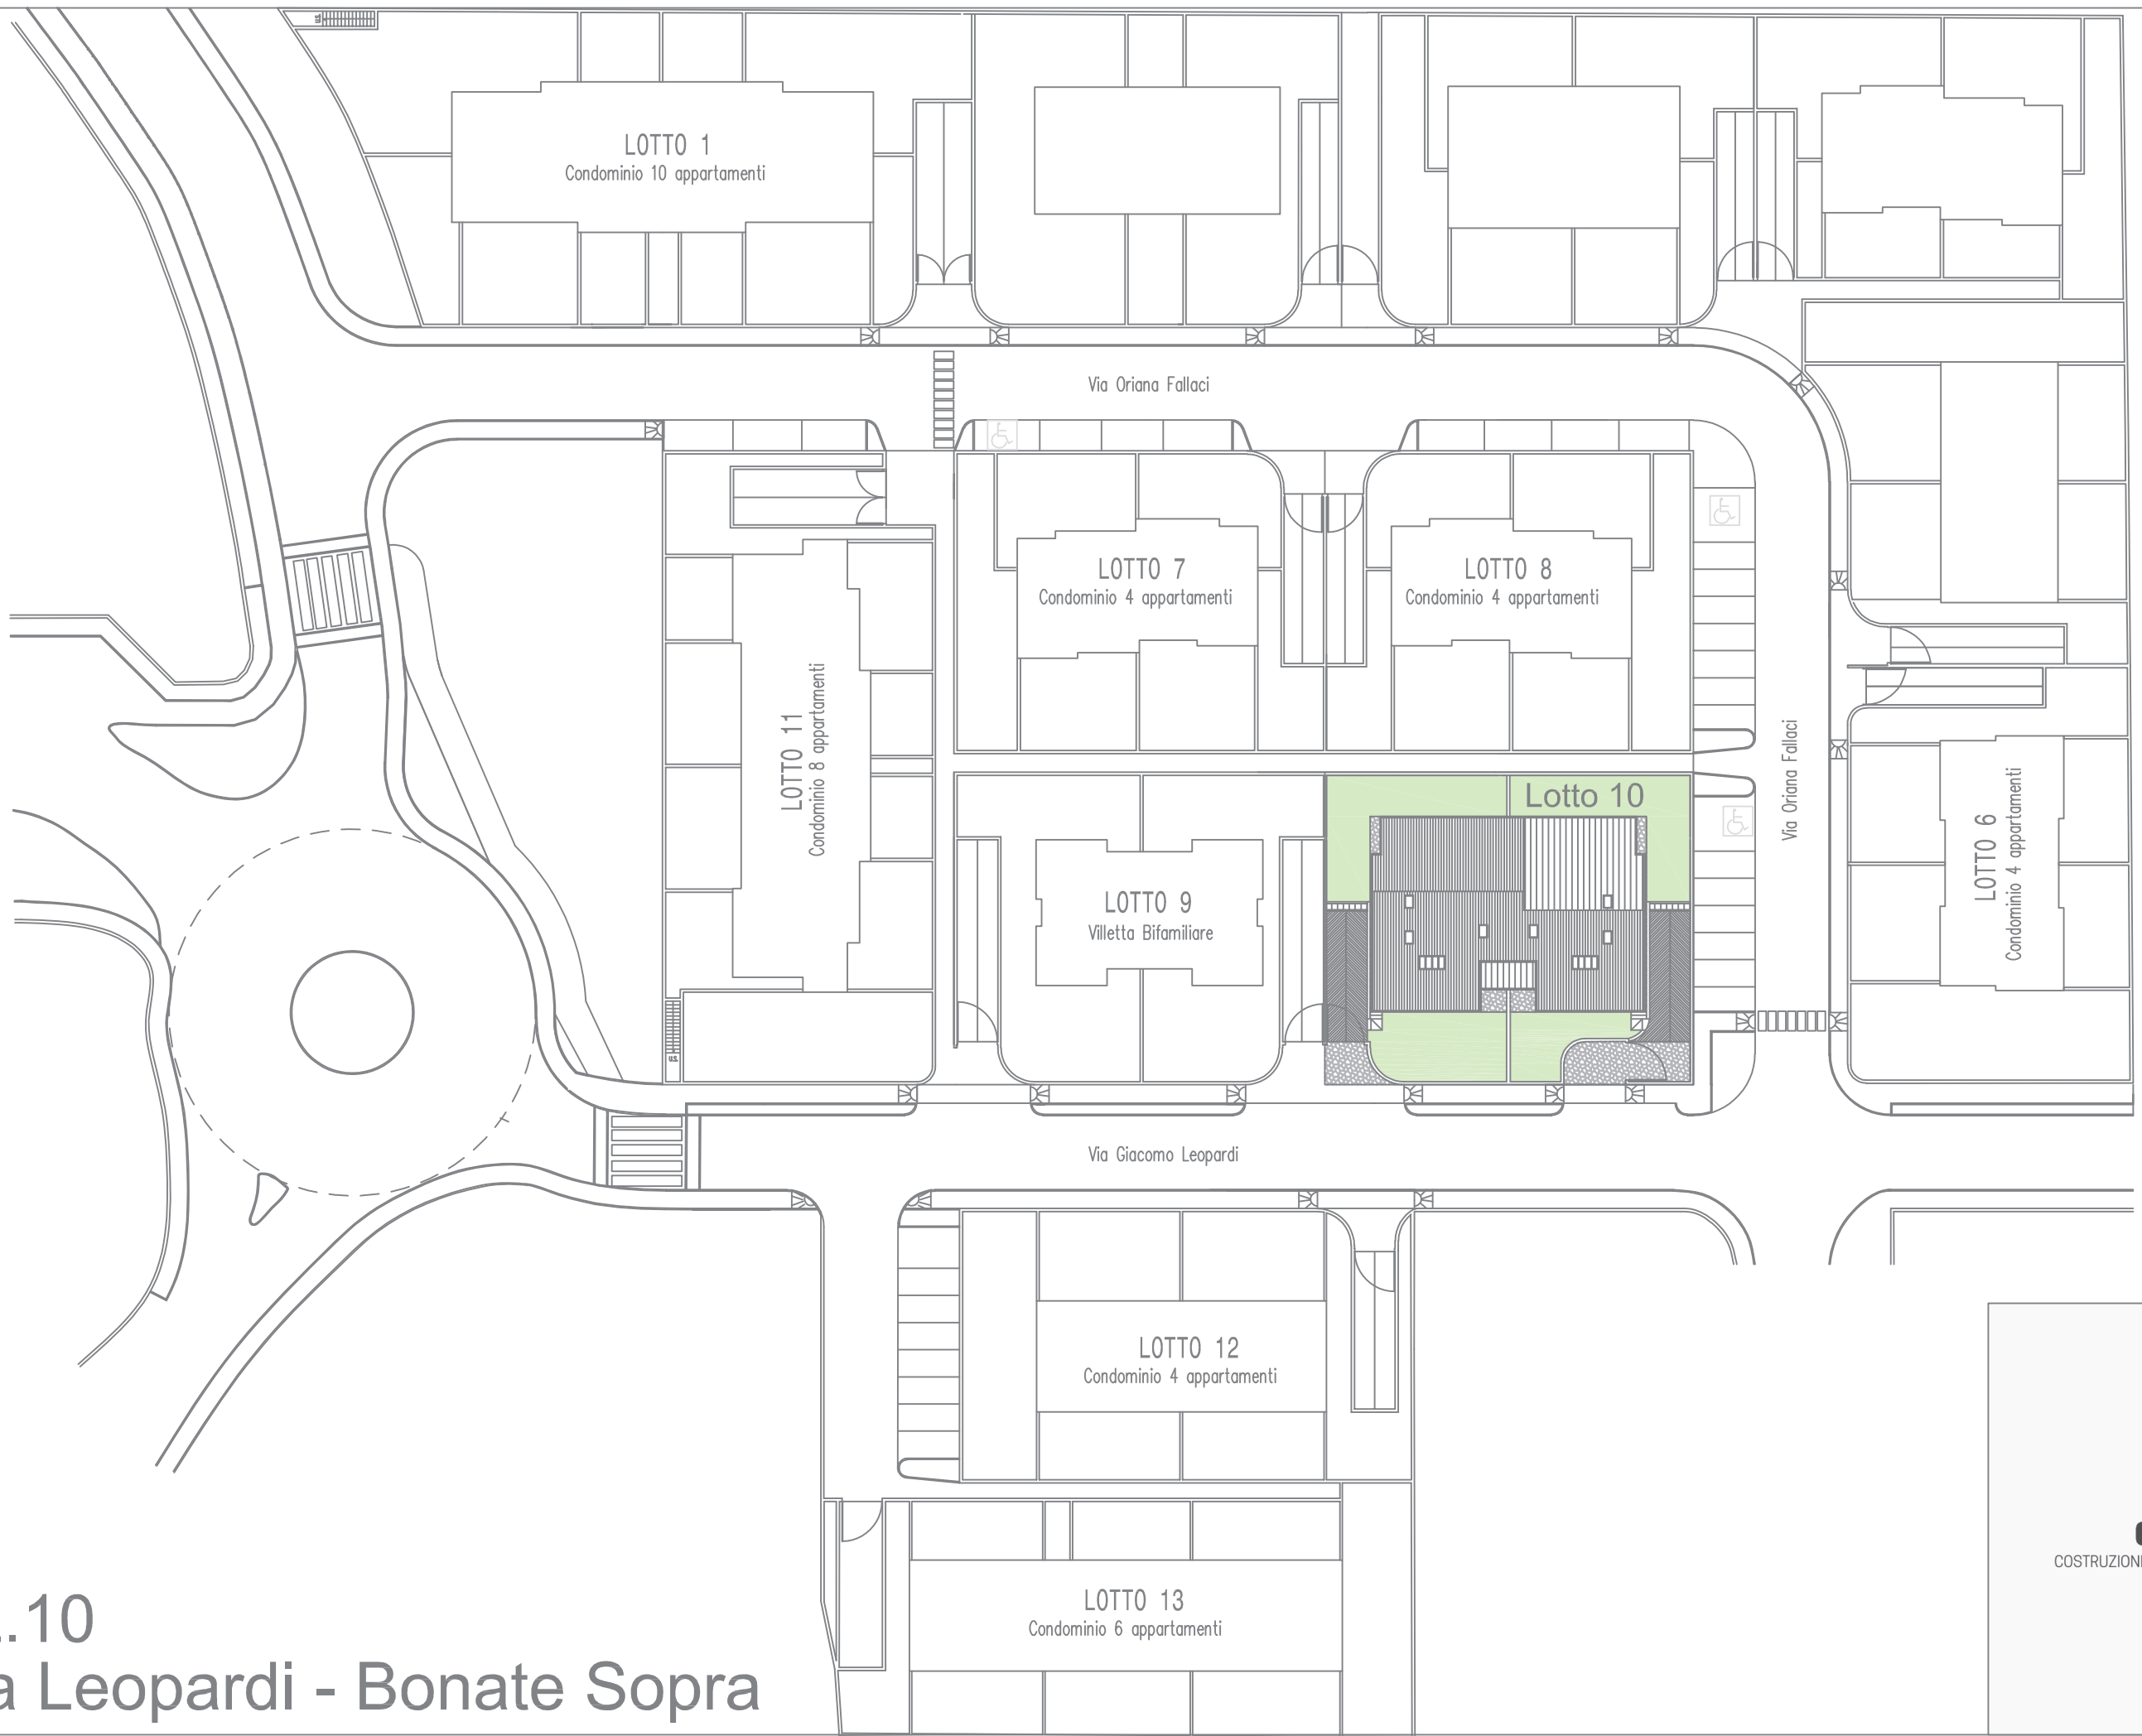 LOTTO 1
Condominio 10 appartamenti
Via Oriana Fallaci
LOTTO 7
Condominio 4 appartamenti
LOTTO 8
Condominio 4 appartamenti
LOTTO 11
Condominio 8 appartamenti
Via Oriana Fallaci
Lotto 10
LOTTO 6
Condominio 4 appartamenti
LOTTO 9
Villetta Bifamiliare
Via Giacomo Leopardi
LOTTO 12
Condominio 4 appartamenti
COSTRUZIONI
LOTTO 13
Condominio 6 appartamenti
.10
a Leopardi - Bonate Sopra